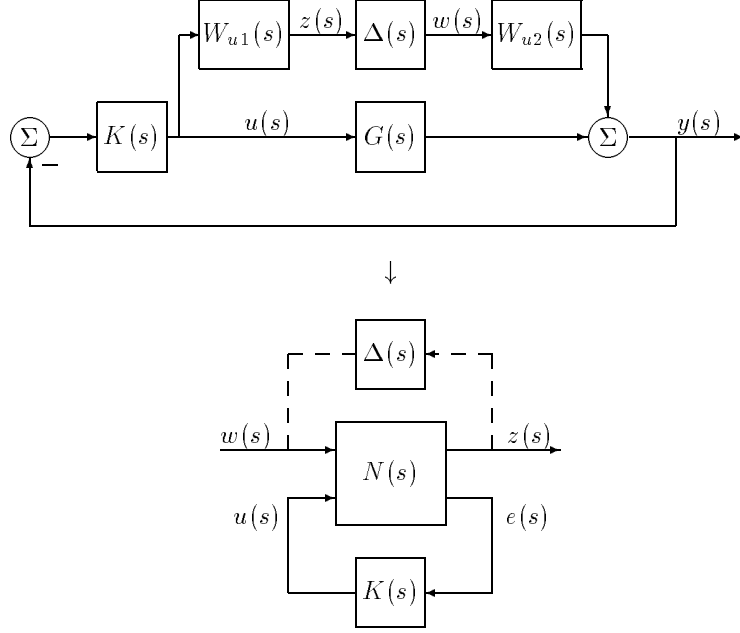 W_{u1}(s) z(s) Δ(s) w(s) W_{u2}(s)
Σ K(s) u(s) G(s) Σ y(s)
−
↓
Δ(s)
w(s) z(s)
N(s)
u(s) e(s)
K(s)